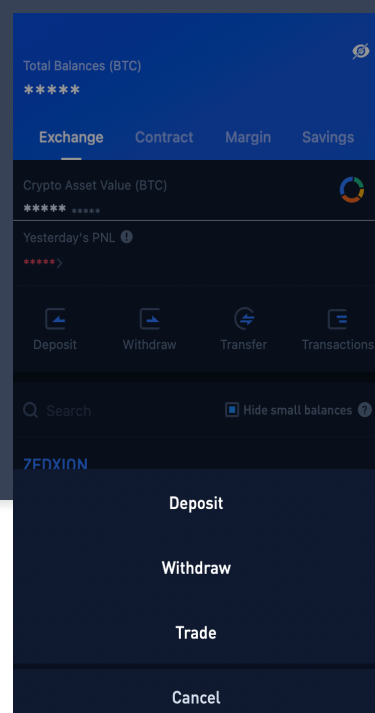 Total Balances (BTC)
*****
Exchange Contract Margin Savings
Crypto Asset Value (BTC)
***** *****
Yesterday's PNL !
*****>
Deposit Withdraw Transfer Transactions
Search Hide small balances ?
ZEDXION
Deposit
Withdraw
Trade
Cancel